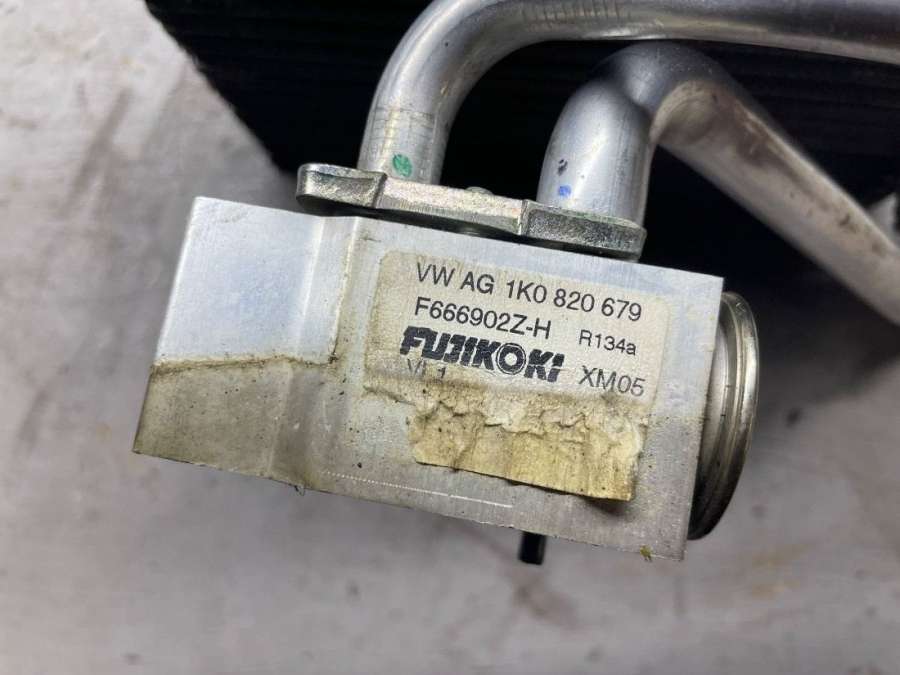 VW AG 1K0 820 679
F666902Z-H R134a
FUJIKOKI XM05